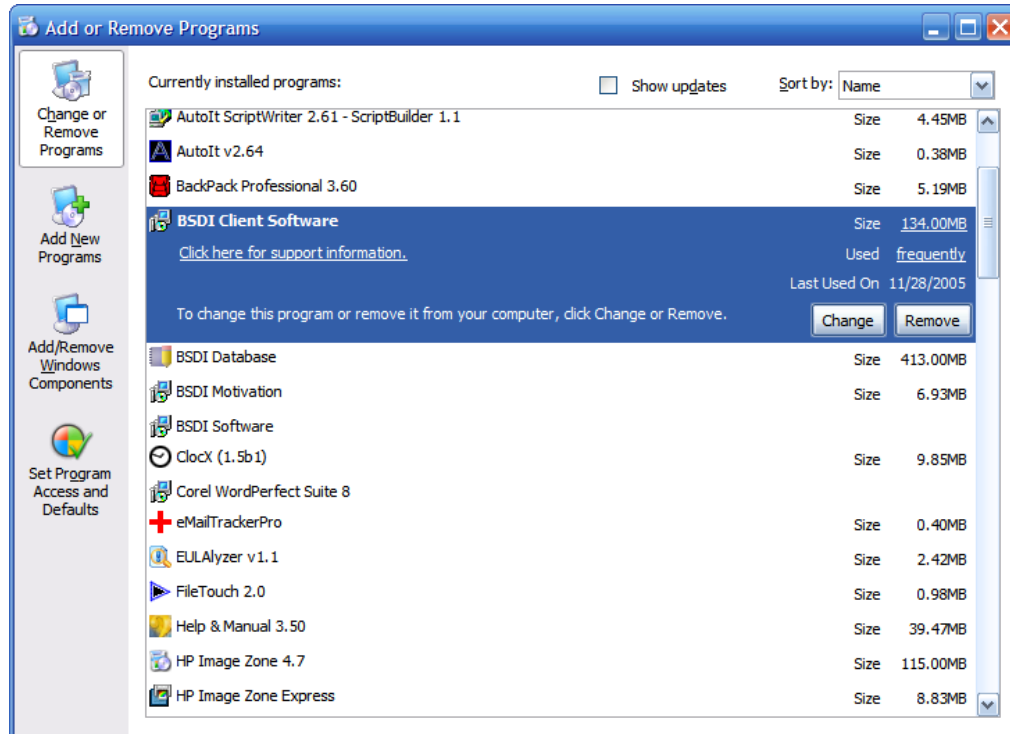 Add or Remove Programs
Change or
Remove
Programs
Add New
Programs
Add/Remove
Windows
Components
Set Program
Access and
Defaults
Currently installed programs:
Show updates
Sort by: Name
AutoIt ScriptWriter 2.61 - ScriptBuilder 1.1 Size 4.45MB
AutoIt v2.64 Size 0.38MB
BackPack Professional 3.60 Size 5.19MB
BSDI Client Software Size 134.00MB
Click here for support information. Used frequently
Last Used On 11/28/2005
To change this program or remove it from your computer, click Change or Remove. Change Remove
BSDI Database Size 413.00MB
BSDI Motivation Size 6.93MB
BSDI Software
ClocX (1.5b1) Size 9.85MB
Corel WordPerfect Suite 8
eMailTrackerPro Size 0.40MB
EULAlyzer v1.1 Size 2.42MB
FileTouch 2.0 Size 0.98MB
Help & Manual 3.50 Size 39.47MB
HP Image Zone 4.7 Size 115.00MB
HP Image Zone Express Size 8.83MB